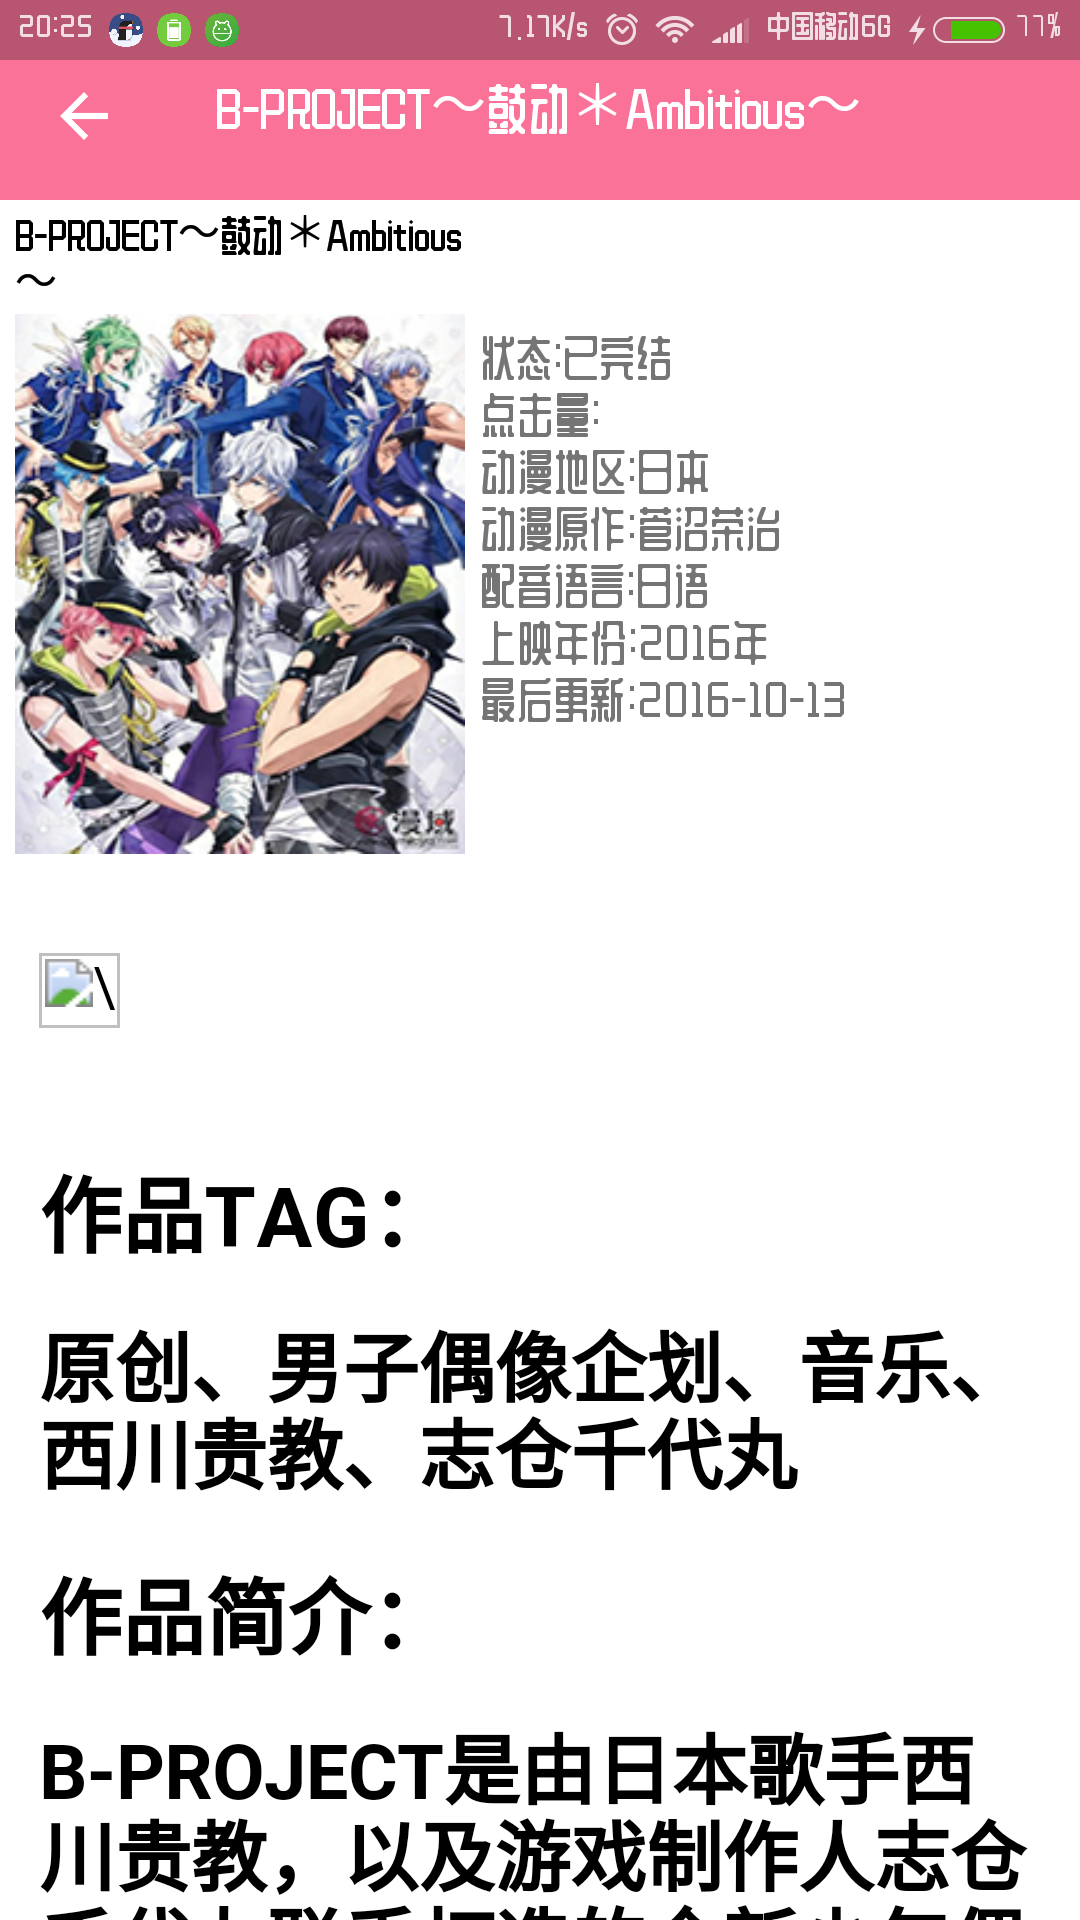 20:25 7.17K/s 中国移动6G 77%
B-PROJECT～鼓动＊Ambitious～
B-PROJECT～鼓动＊Ambitious
～
状态:已完结
点击量:
动漫地区:日本
动漫原作:菅沼荣治
配音语言:日语
上映年份:2016年
最后更新:2016-10-13
漫域
\
作品TAG：
原创、男子偶像企划、音乐、
西川贵教、志仓千代丸
作品简介：
B-PROJECT是由日本歌手西
川贵教，以及游戏制作人志仓